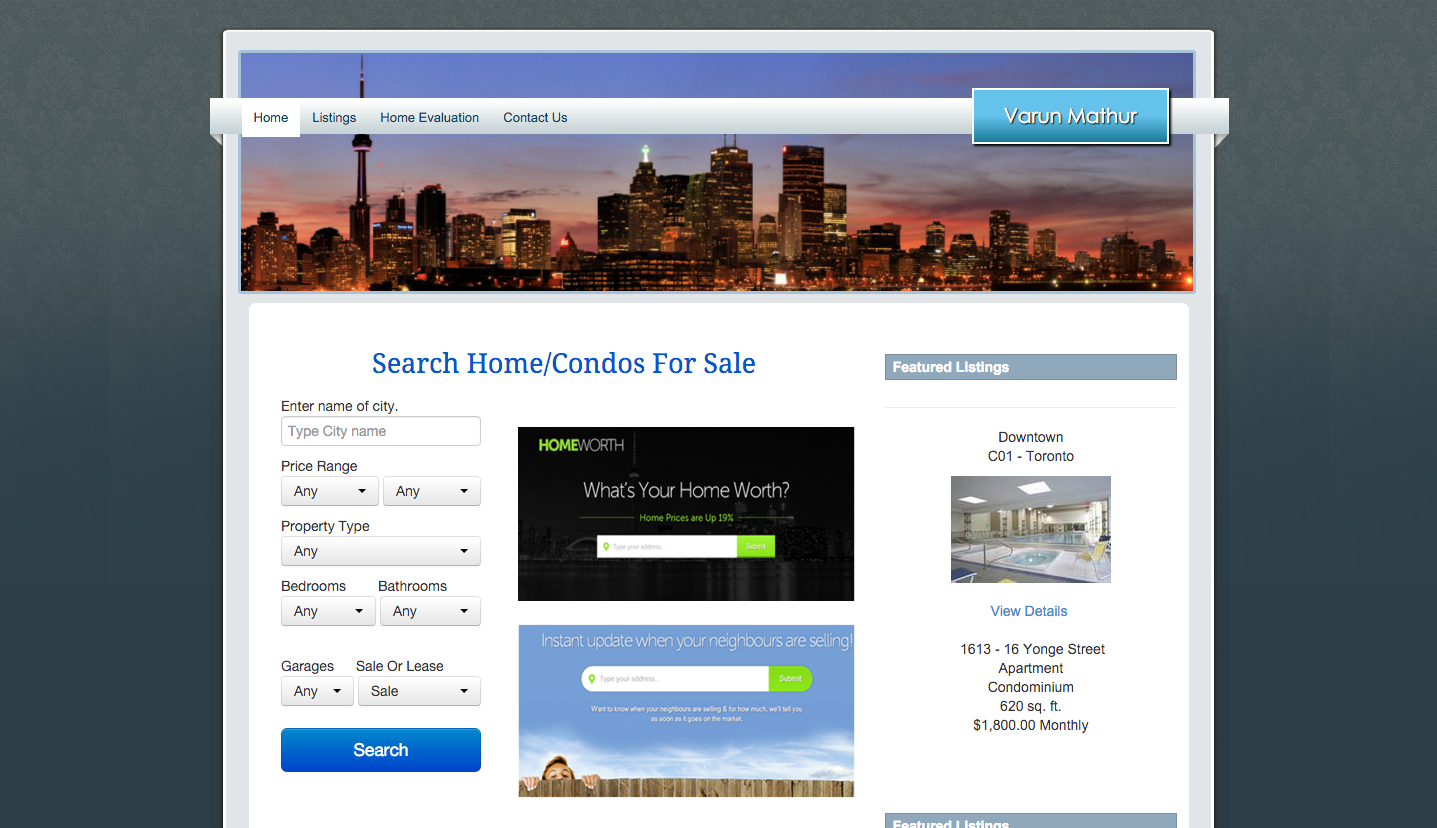 Home Listings Home Evaluation Contact Us
Varun Mathur
Search Home/Condos For Sale
Enter name of city.
Type City name
Price Range
Any Any
Property Type
Any
Bedrooms Bathrooms
Any Any
Garages Sale Or Lease
Any Sale
Search
HOMEWORTH
What's Your Home Worth?
Home Prices are Up 19%
Type your address... Submit
Instant update when your neighbours are selling!
Type your address... Submit
Want to know when your neighbours are selling & for how much, we'll tell you
as soon as it goes on the market.
Featured Listings
Downtown
C01 - Toronto
View Details
1613 - 16 Yonge Street
Apartment
Condominium
620 sq. ft.
$1,800.00 Monthly
Featured Listings